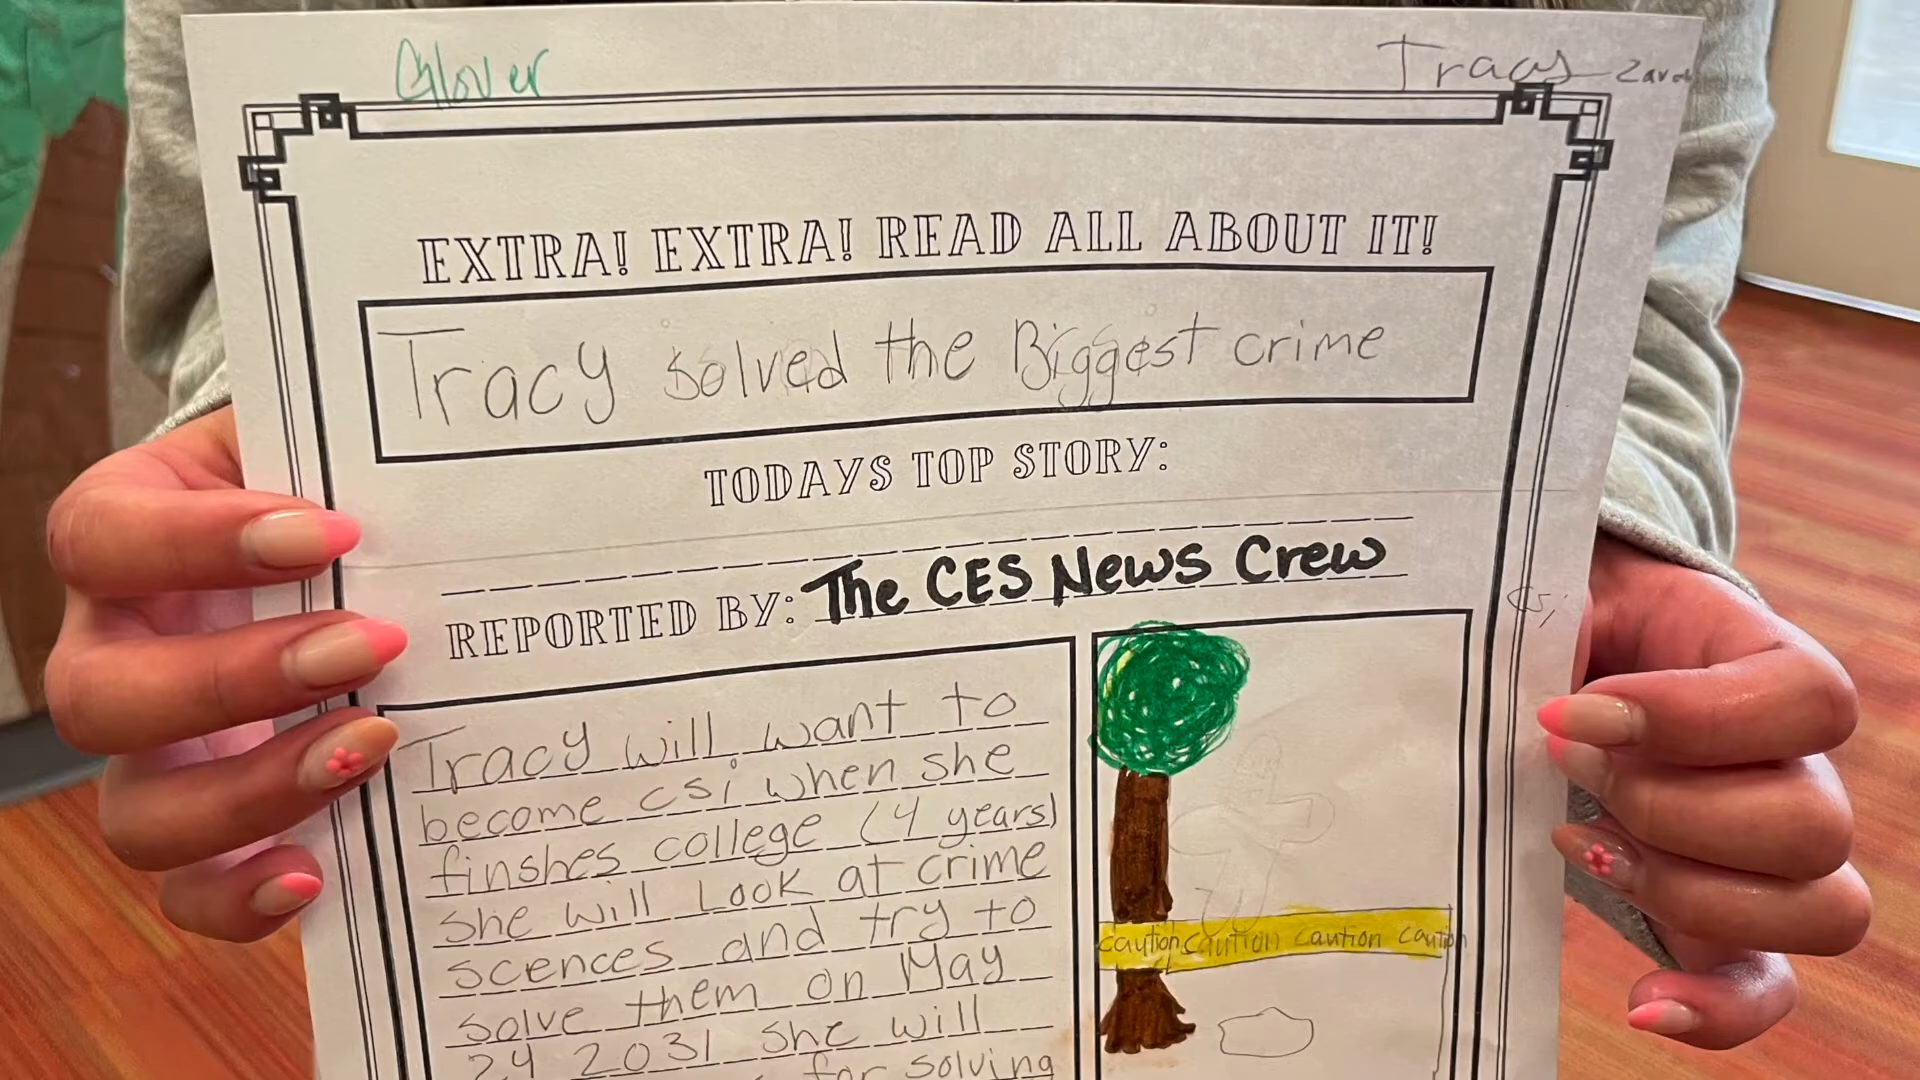 Glover
Tracy
EXTRA! EXTRA! READ ALL ABOUT IT!
Tracy solved the Biggest crime
TODAYS TOP STORY:
REPORTED BY: The CES News Crew
csi
Tracy will want to
become csi when she
finshes college (4 years)
she will Look at crime
scences and try to
solve them on May
24 2031 she will
for solving
caution caution caution caution